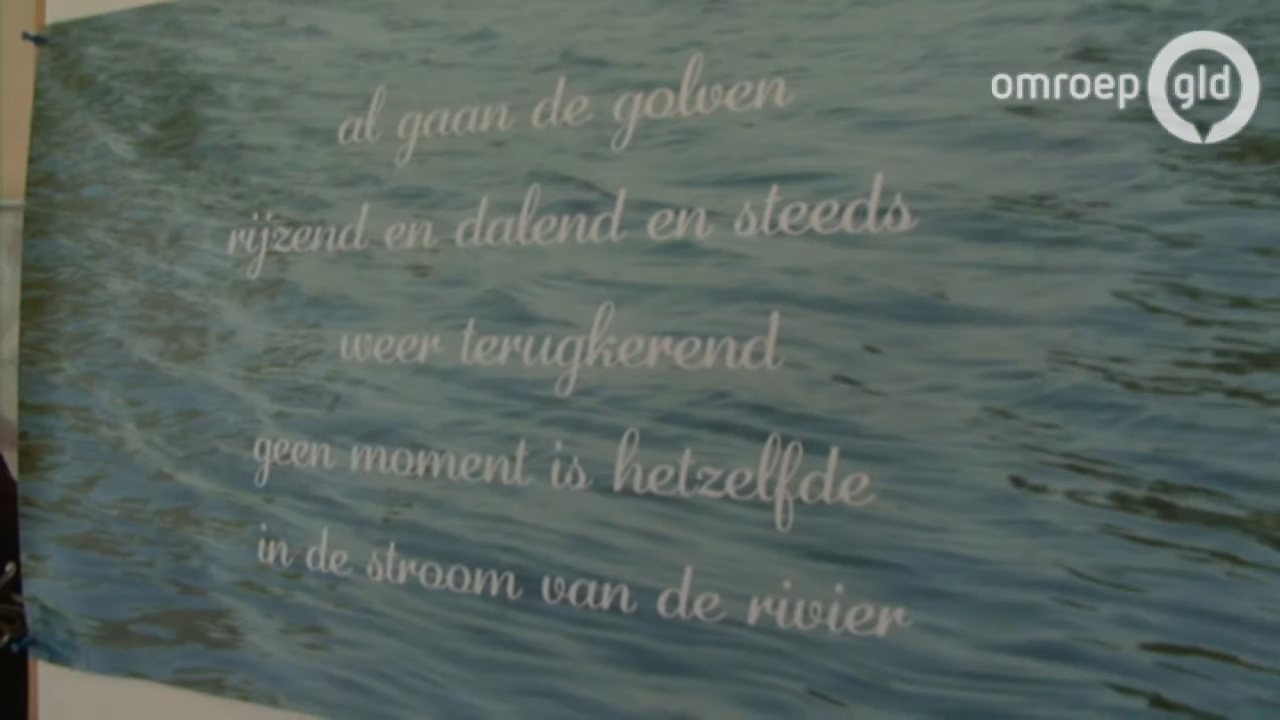 omroep gld
al gaan de golven
rijzend en dalend en steeds
weer terugkerend
geen moment is hetzelfde
in de stroom van de rivier